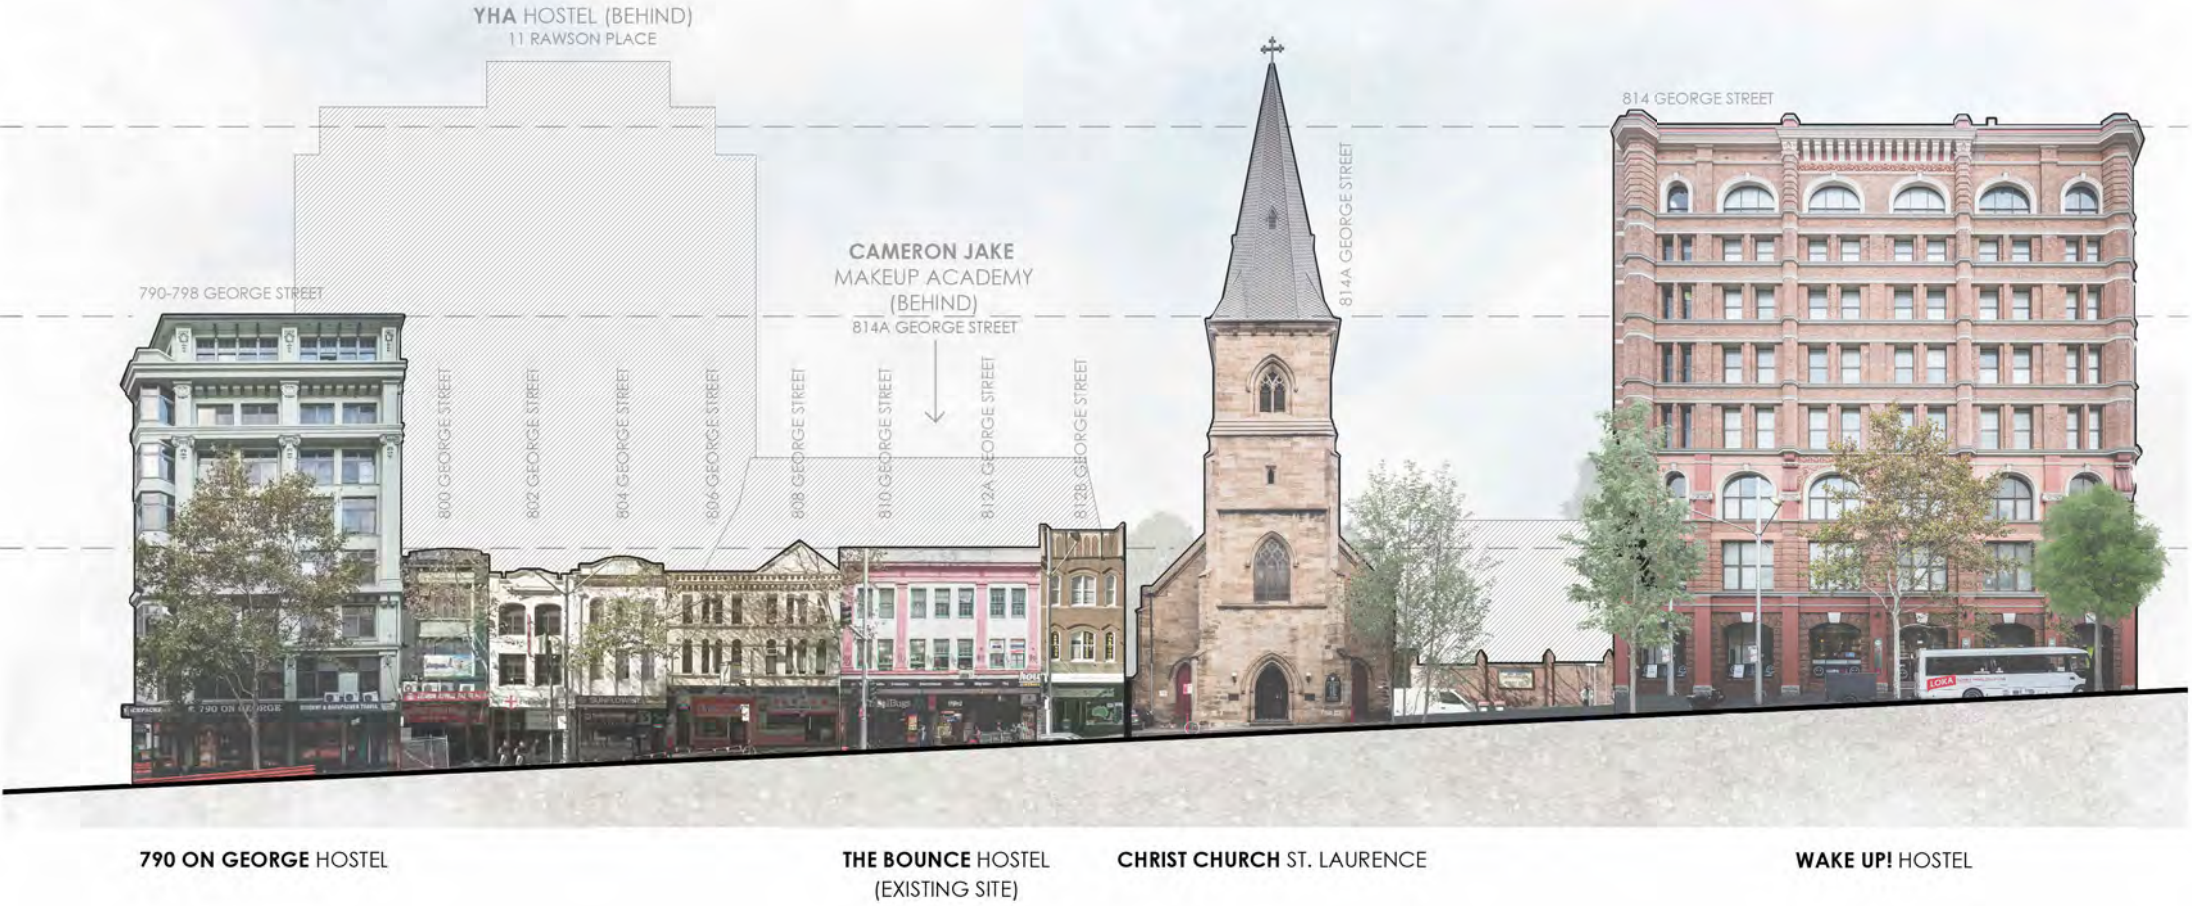 YHA HOSTEL (BEHIND)
11 RAWSON PLACE
814 GEORGE STREET
814A GEORGE STREET
CAMERON JAKE
MAKEUP ACADEMY
(BEHIND)
814A GEORGE STREET
790-798 GEORGE STREET
800 GEORGE STREET
802 GEORGE STREET
804 GEORGE STREET
806 GEORGE STREET
808 GEORGE STREET
810 GEORGE STREET
812A GEORGE STREET
812B GEORGE STREET
790 ON GEORGE
LOKA
790 ON GEORGE HOSTEL
THE BOUNCE HOSTEL
(EXISTING SITE)
CHRIST CHURCH ST. LAURENCE
WAKE UP! HOSTEL